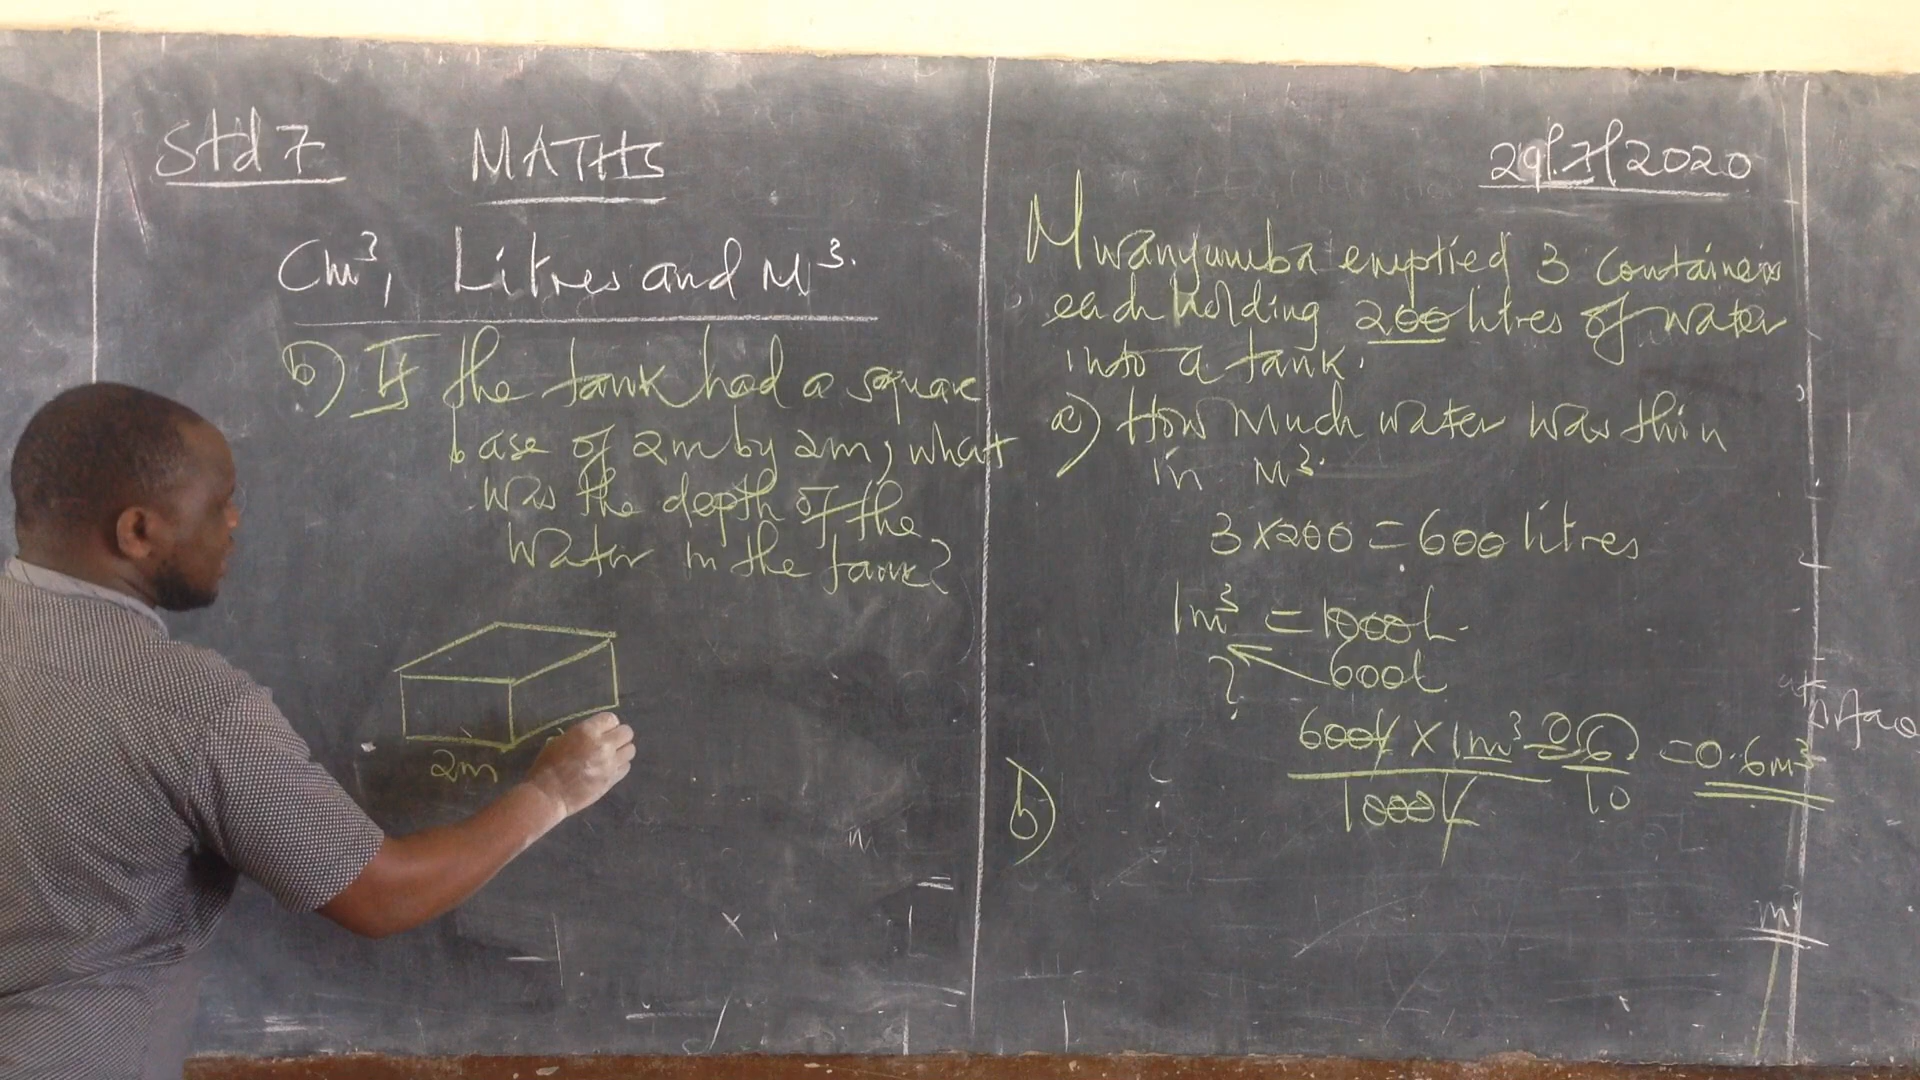 Std 7 MATHS 29/7/2020
Cm³, Litres and M³.
b) If the tank had a square
base of 2m by 2m, what
was the depth of the
water in the tank?
2m
Mwanyumba emptied 3 containers
each holding 200 litres of water
into a tank.
a) How Much water was this in
in M³.
3 x 200 = 600 litres
1m³ = 1000L
? 600L
600L X 1m³ = 06 = 0.6m³
1000L 10
b)
m³